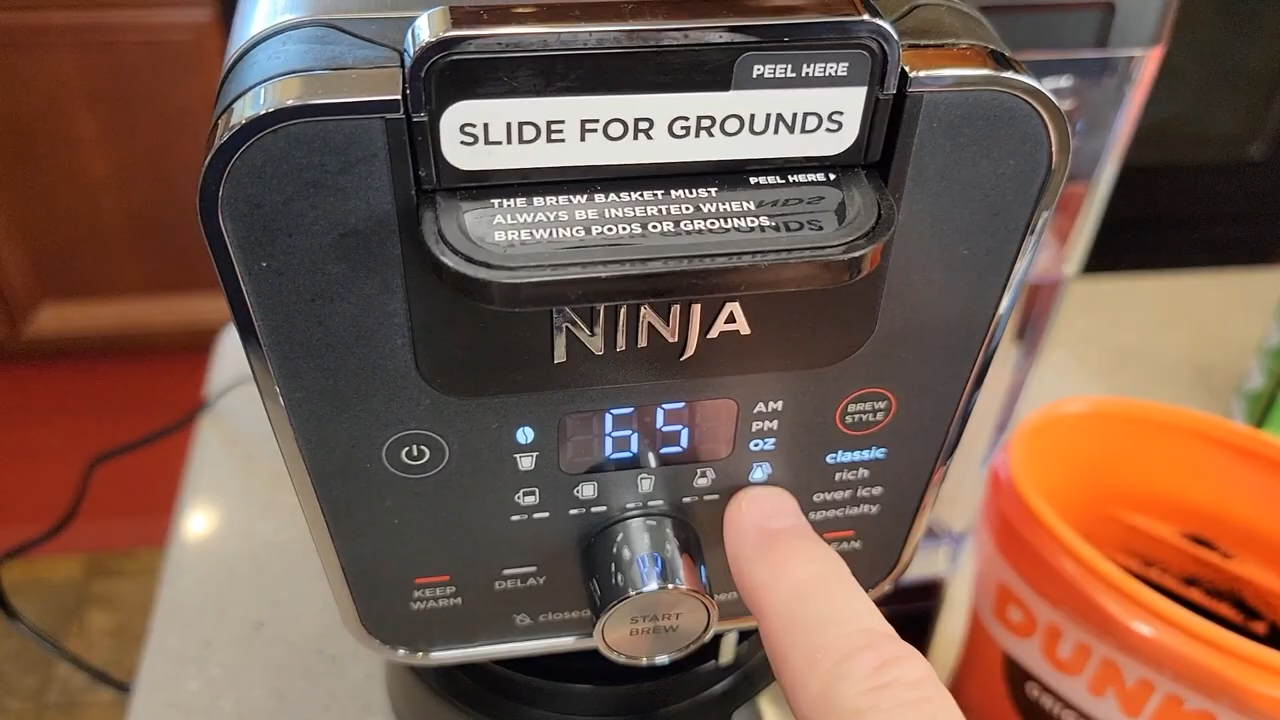 PEEL HERE
SLIDE FOR GROUNDS
PEEL HERE
THE BREW BASKET MUST
ALWAYS BE INSERTED WHEN
BREWING PODS OR GROUNDS.
NINJA
65
AM
PM
OZ
BREW
STYLE
classic
rich
over ice
specialty
KEEP
WARM
DELAY
closed
START
BREW
DUNK